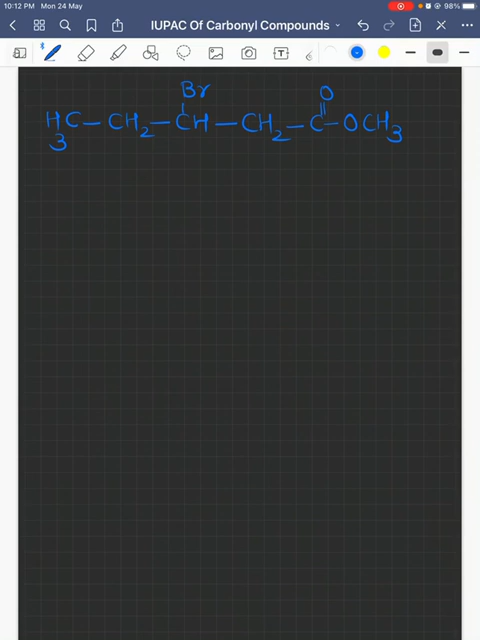 10:12 PM Mon 24 May 98%
IUPAC Of Carbonyl Compounds
Br O
H3C — CH2 — CH — CH2 — C — OCH3